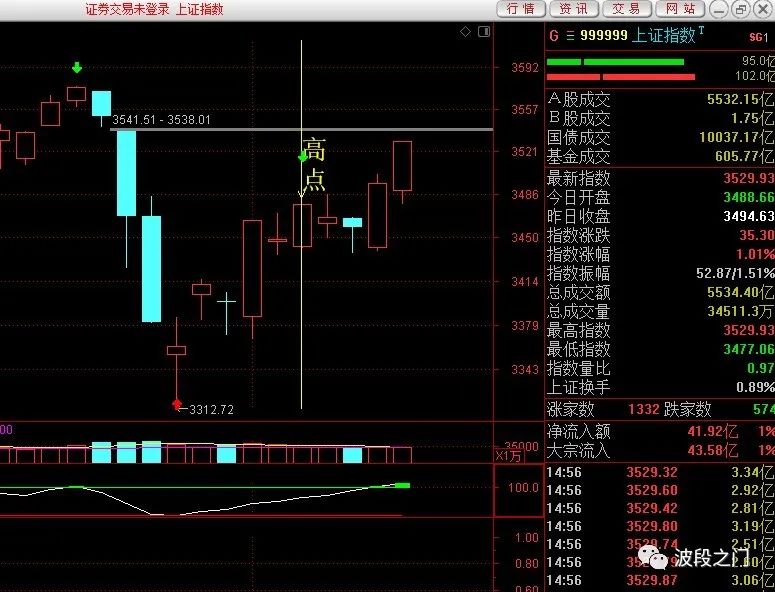 证券交易未登录 上证指数
行情 资讯 交易 网站
G 三 999999 上证指数 T SG1
95.0亿
102.0亿
A股成交 5532.15亿
B股成交 1.75亿
国债成交 10037.17亿
基金成交 605.77亿
最新指数 3529.93
今日开盘 3488.66
昨日收盘 3494.63
指数涨跌 35.30
指数涨幅 1.01%
指数振幅 52.87/1.51%
总成交额 5534.40亿
总成交量 34511.3万
最高指数 3529.93
最低指数 3477.06
指数量比 0.97
上证换手 0.89%
涨家数 1332 跌家数 574
净流入额 41.92亿 1%
大宗流入 43.58亿 1%
14:56 3529.32 3.34亿
14:56 3529.60 2.92亿
14:56 3529.42 2.81亿
14:56 3529.80 3.19亿
14:56 3529.74 2.51亿
14:56
14:56 3529.87 3.06亿
波段之门
3592
3557
3521
3486
3450
3414
3379
3343
3541.51 - 3538.01
高
点
3312.72
00
36000
X1万
100.0
1.00
0.80
0.60